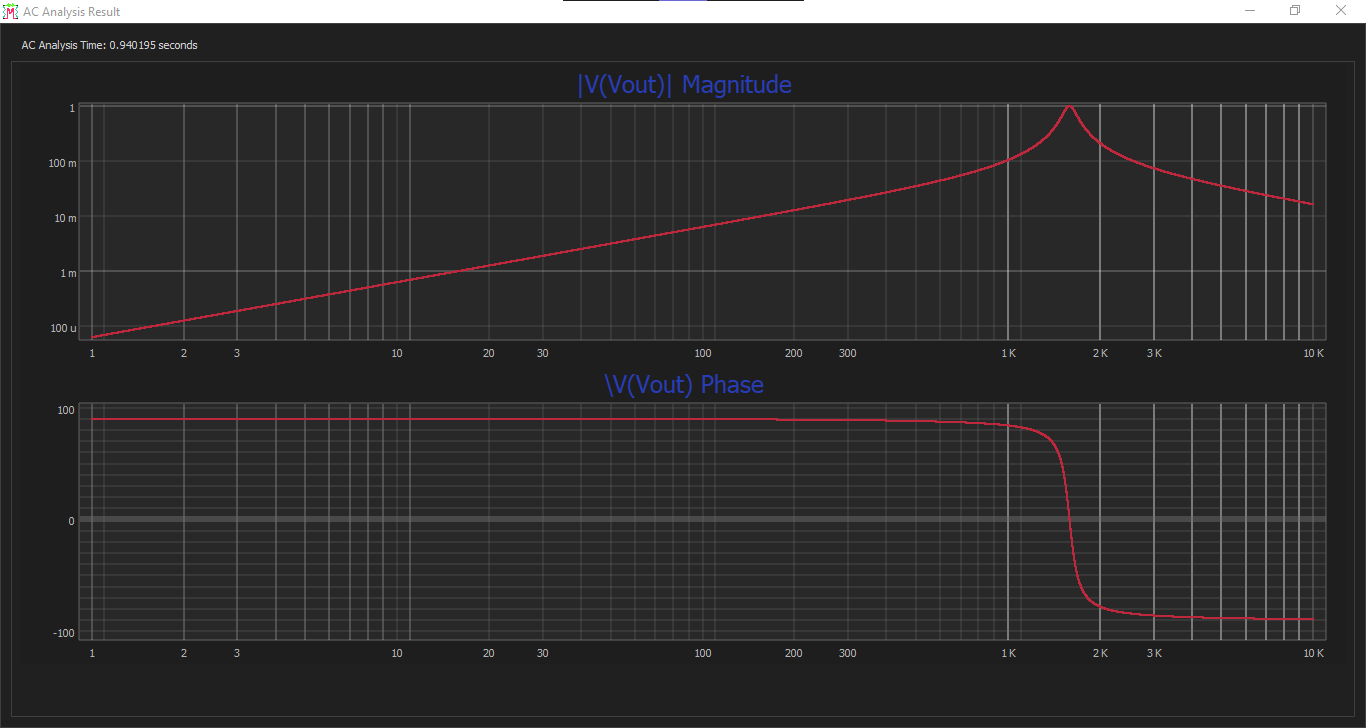 AC Analysis Result
AC Analysis Time: 0.940195 seconds
|V(Vout)| Magnitude
1
100 m
10 m
1 m
100 u
1 2 3 10 20 30 100 200 300 1 K 2 K 3 K 10 K
\V(Vout) Phase
100
0
-100
1 2 3 10 20 30 100 200 300 1 K 2 K 3 K 10 K